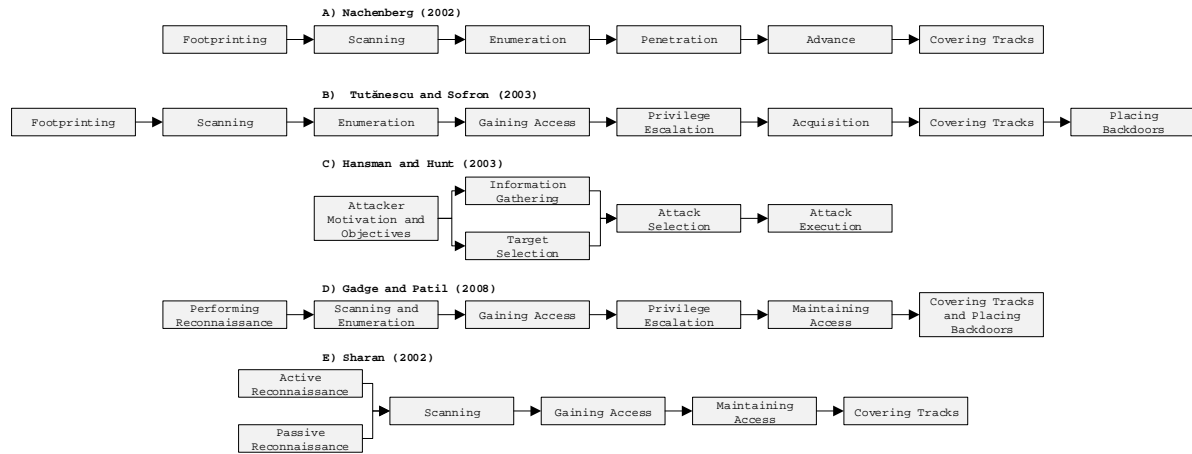 A) Nachenberg (2002)
Footprinting
Scanning
Enumeration
Penetration
Advance
Covering Tracks
B) Tutănescu and Sofron (2003)
Footprinting
Scanning
Enumeration
Gaining Access
Privilege
Escalation
Acquisition
Covering Tracks
Placing
Backdoors
C) Hansman and Hunt (2003)
Attacker
Motivation and
Objectives
Information
Gathering
Target
Selection
Attack
Selection
Attack
Execution
D) Gadge and Patil (2008)
Performing
Reconnaissance
Scanning and
Enumeration
Gaining Access
Privilege
Escalation
Maintaining
Access
Covering Tracks
and Placing
Backdoors
E) Sharan (2002)
Active
Reconnaissance
Passive
Reconnaissance
Scanning
Gaining Access
Maintaining
Access
Covering Tracks